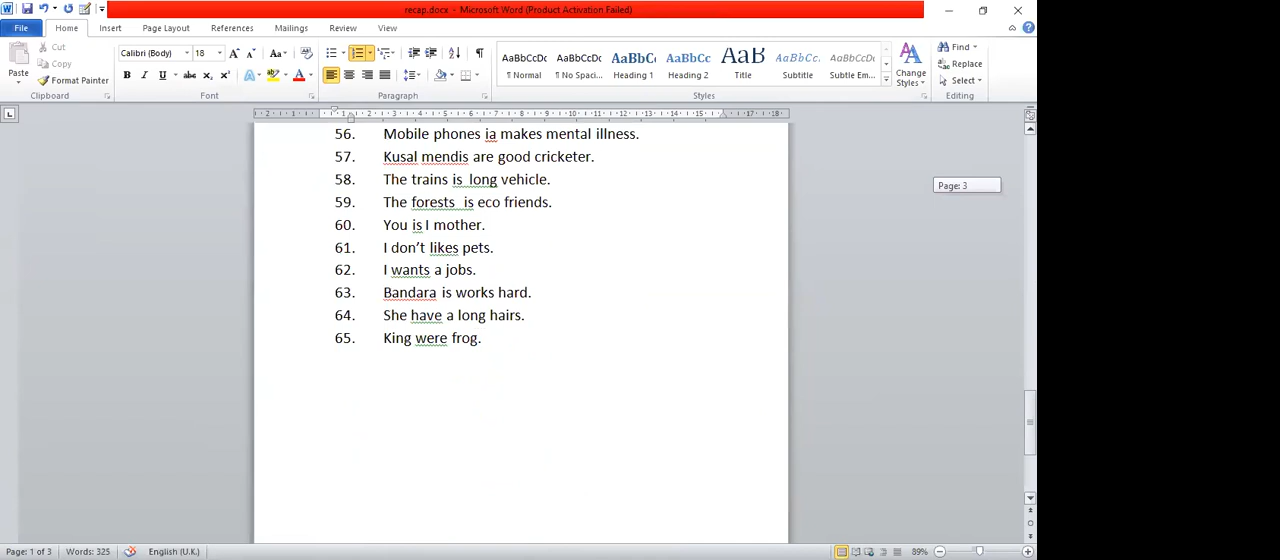 recap.docx - Microsoft Word (Product Activation Failed)
File Home Insert Page Layout References Mailings Review View
Paste
Cut
Copy
Format Painter
Clipboard
Calibri (Body) 18
Font
Paragraph
AaBbCcDc AaBbCcDc AaBbC AaBbCc AaB AaBbCc. AaBbCcDc
¶ Normal ¶ No Spaci... Heading 1 Heading 2 Title Subtitle Subtle Em...
Styles
Change Styles
Find
Replace
Select
Editing
56. Mobile phones ia makes mental illness.
57. Kusal mendis are good cricketer.
58. The trains is long vehicle.
59. The forests is eco friends.
60. You is I mother.
61. I don’t likes pets.
62. I wants a jobs.
63. Bandara is works hard.
64. She have a long hairs.
65. King were frog.
Page: 3
Page: 1 of 3 Words: 325 English (U.K.) 89%